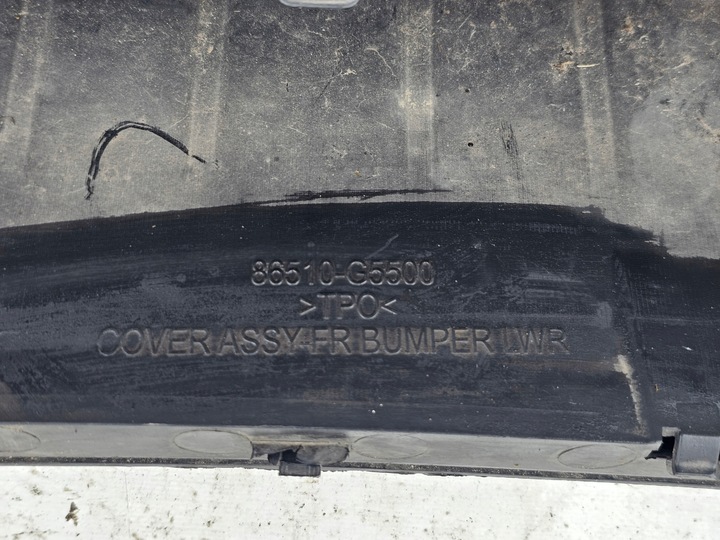 86510-G5500
>TPO<
COVER ASSY-FR BUMPER LWR